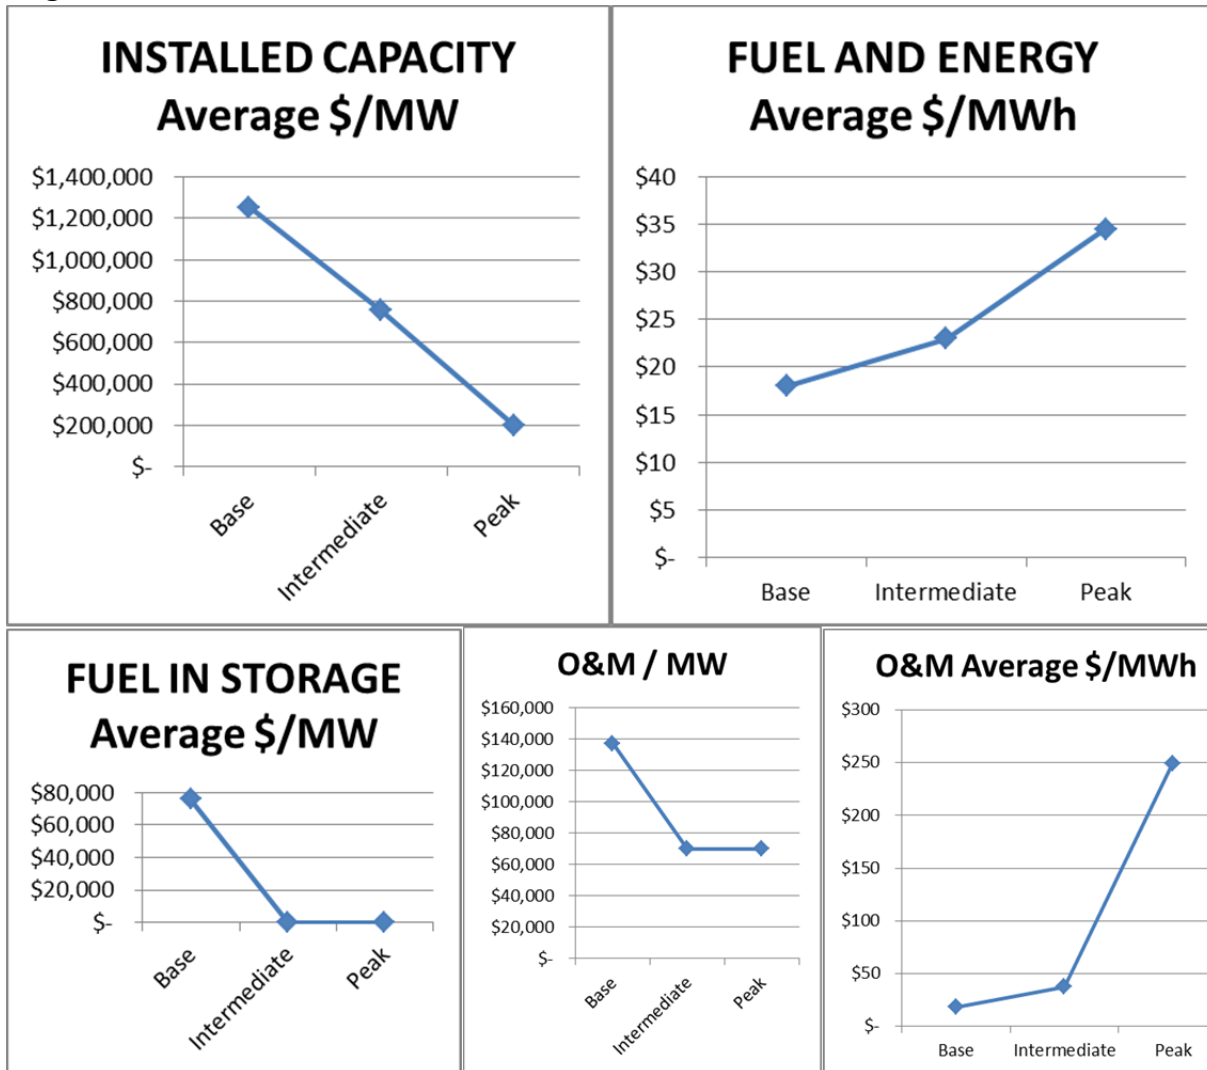 INSTALLED CAPACITY
Average $/MW
$1,400,000
$1,200,000
$1,000,000
$800,000
$600,000
$400,000
$200,000
$-
Base
Intermediate
Peak
FUEL AND ENERGY
Average $/MWh
$40
$35
$30
$25
$20
$15
$10
$5
$-
Base
Intermediate
Peak
FUEL IN STORAGE
Average $/MW
$80,000
$60,000
$40,000
$20,000
$-
Base
Intermediate
Peak
O&M / MW
$160,000
$140,000
$120,000
$100,000
$80,000
$60,000
$40,000
$20,000
$-
Base
Intermediate
Peak
O&M Average $/MWh
$300
$250
$200
$150
$100
$50
$-
Base
Intermediate
Peak